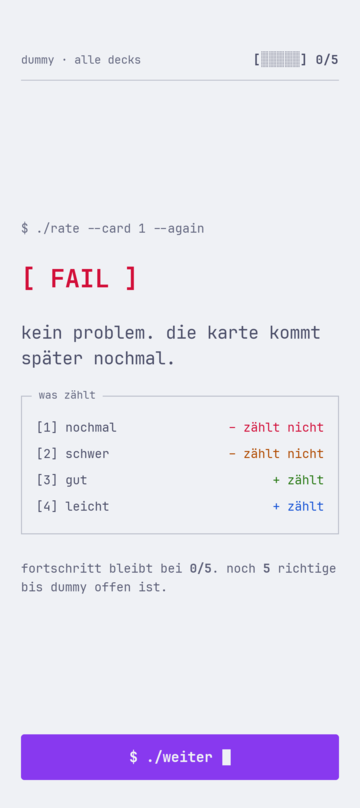 dummy · alle decks
[░░░░░] 0/5
$ ./rate --card 1 --again
[ FAIL ]
kein problem. die karte kommt
später nochmal.
was zählt
[1] nochmal − zählt nicht
[2] schwer − zählt nicht
[3] gut + zählt
[4] leicht + zählt
fortschritt bleibt bei 0/5. noch 5 richtige
bis dummy offen ist.
$ ./weiter █